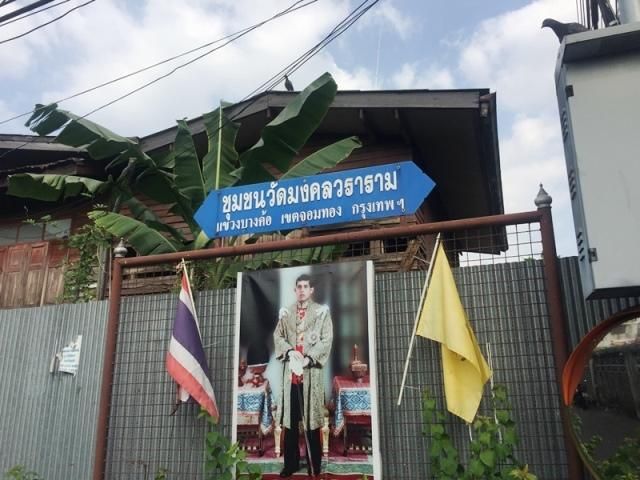 ชุมชนวัดมงคลวราราม
แขวงบางค้อ เขตจอมทอง กรุงเทพฯ